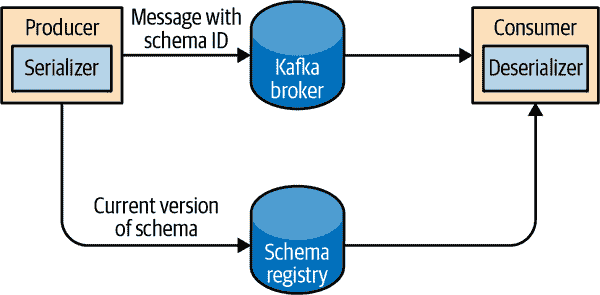 Producer
Serializer
Message with
schema ID
Kafka
broker
Consumer
Deserializer
Current version
of schema
Schema
registry